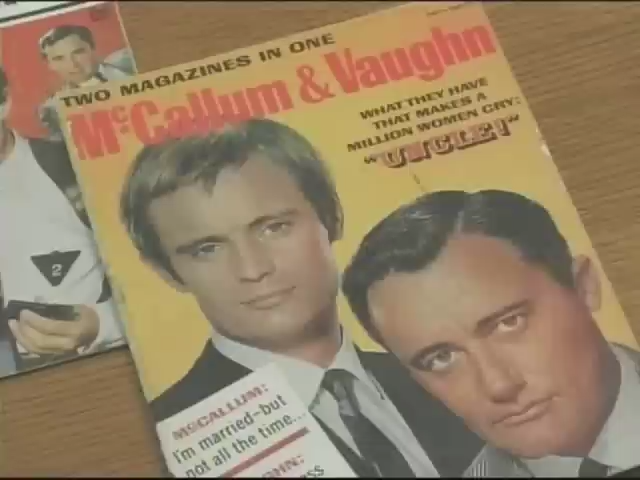 TWO MAGAZINES IN ONE
McCallum & Vaughn
WHAT THEY HAVE
THAT MAKES A
MILLION WOMEN CRY:
"UNCLE!"
2
MCCALLUM:
I'm married-but
not all the time...